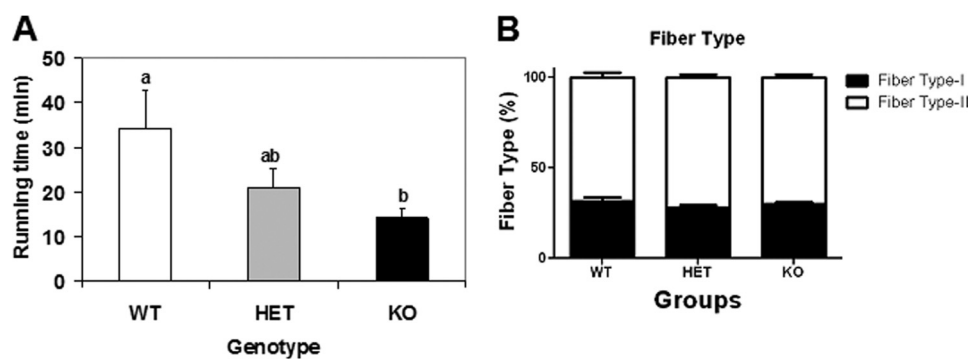 A
Running time (min)
50
40
30
20
10
0
a
ab
b
WT HET KO
Genotype
B
Fiber Type
Fiber Type (%)
100
50
0
WT HET KO
Groups
Fiber Type-I
Fiber Type-II